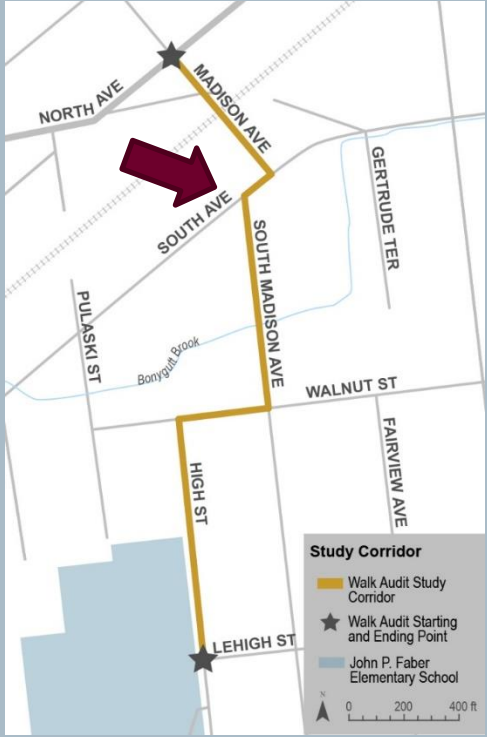 NORTH AVE
MADISON AVE
SOUTH AVE
GERTRUDE TER
SOUTH MADISON AVE
PULASKI ST
Bonygutt Brook
WALNUT ST
FAIRVIEW AVE
HIGH ST
LEHIGH ST
Study Corridor
Walk Audit Study
Corridor
Walk Audit Starting
and Ending Point
John P. Faber
Elementary School
N
0 200 400 ft